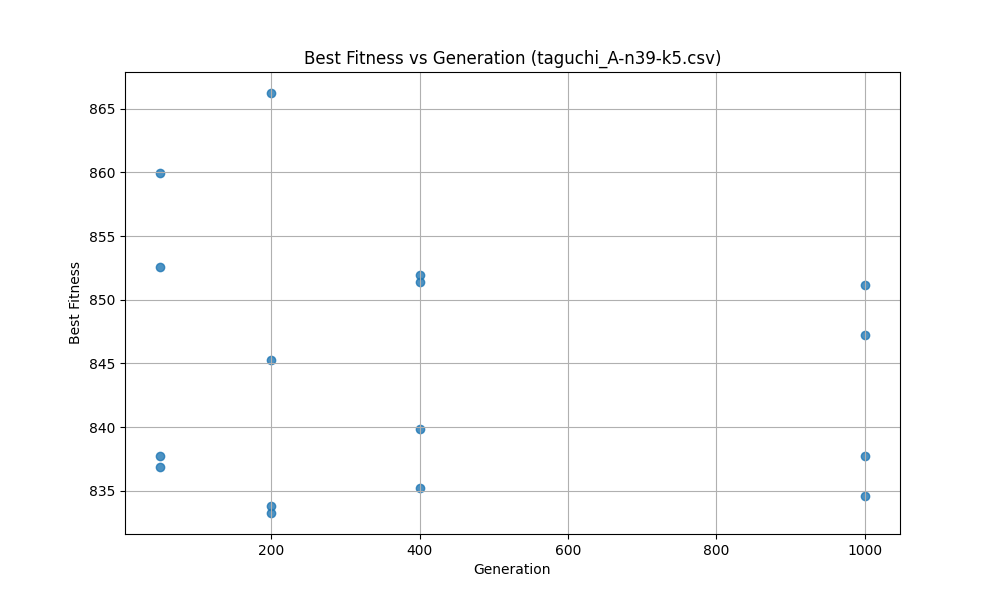 Best Fitness vs Generation (taguchi_A-n39-k5.csv)
865
860
855
850
845
840
835
Best Fitness
200 400 600 800 1000
Generation